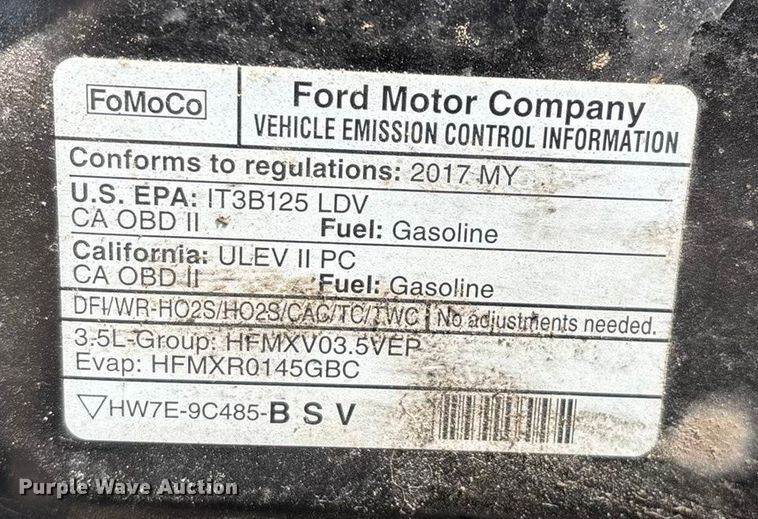 FoMoCo
Ford Motor Company
VEHICLE EMISSION CONTROL INFORMATION
Conforms to regulations: 2017 MY
U.S. EPA: IT3B125 LDV
CA OBD II Fuel: Gasoline
California: ULEV II PC
CA OBD II Fuel: Gasoline
DFI/WR-HO2S/HO2S/CAC/TC/TWC No adjustments needed.
3.5L-Group: HFMXV03.5VEP
Evap: HFMXR0145GBC
▽HW7E-9C485-B S V
Purple Wave Auction